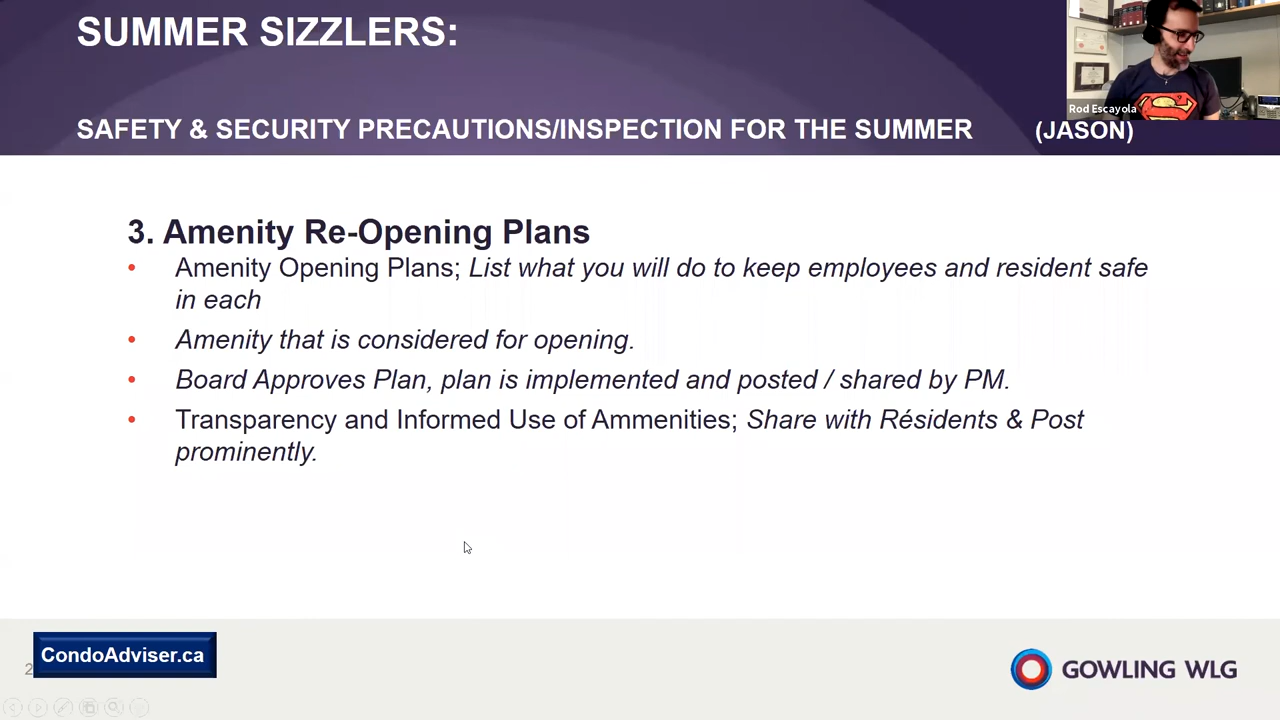 SUMMER SIZZLERS:
Rod Escayola
SAFETY & SECURITY PRECAUTIONS/INSPECTION FOR THE SUMMER (JASON)
3. Amenity Re-Opening Plans
• Amenity Opening Plans; List what you will do to keep employees and resident safe
in each
• Amenity that is considered for opening.
• Board Approves Plan, plan is implemented and posted / shared by PM.
• Transparency and Informed Use of Ammenities; Share with Résidents & Post
prominently.
CondoAdviser.ca
GOWLING WLG